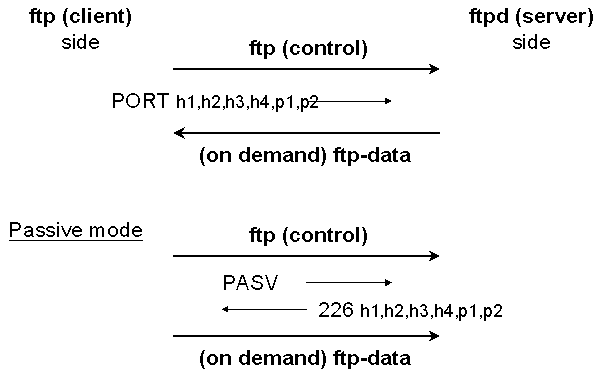 ftp (client) ftpd (server)
side side
ftp (control)
PORT h1,h2,h3,h4,p1,p2
(on demand) ftp-data
Passive mode
ftp (control)
PASV
226 h1,h2,h3,h4,p1,p2
(on demand) ftp-data